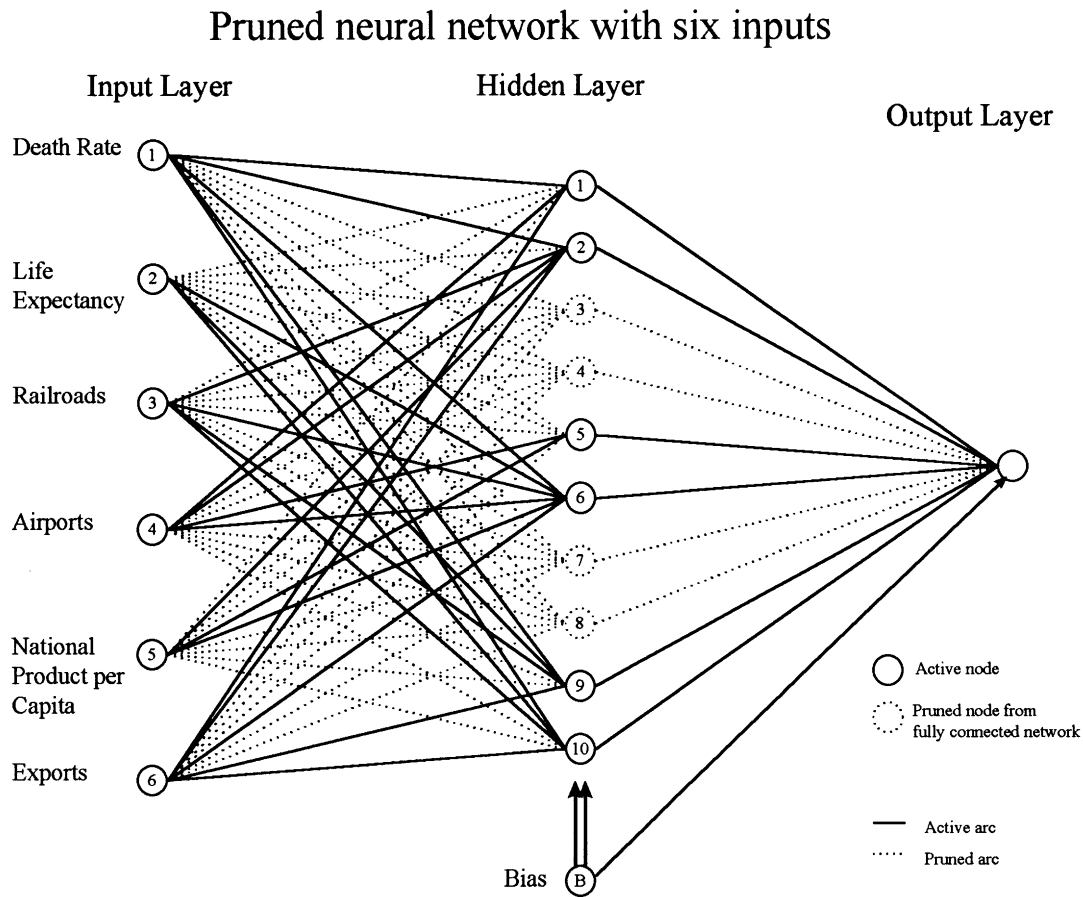 Pruned neural network with six inputs
Input Layer
Hidden Layer
Output Layer
Death Rate
1
Life
Expectancy
2
Railroads
3
Airports
4
National
Product per
Capita
5
Exports
6
1
2
3
4
5
6
7
8
9
10
Bias
B
Active node
Pruned node from
fully connected network
Active arc
Pruned arc